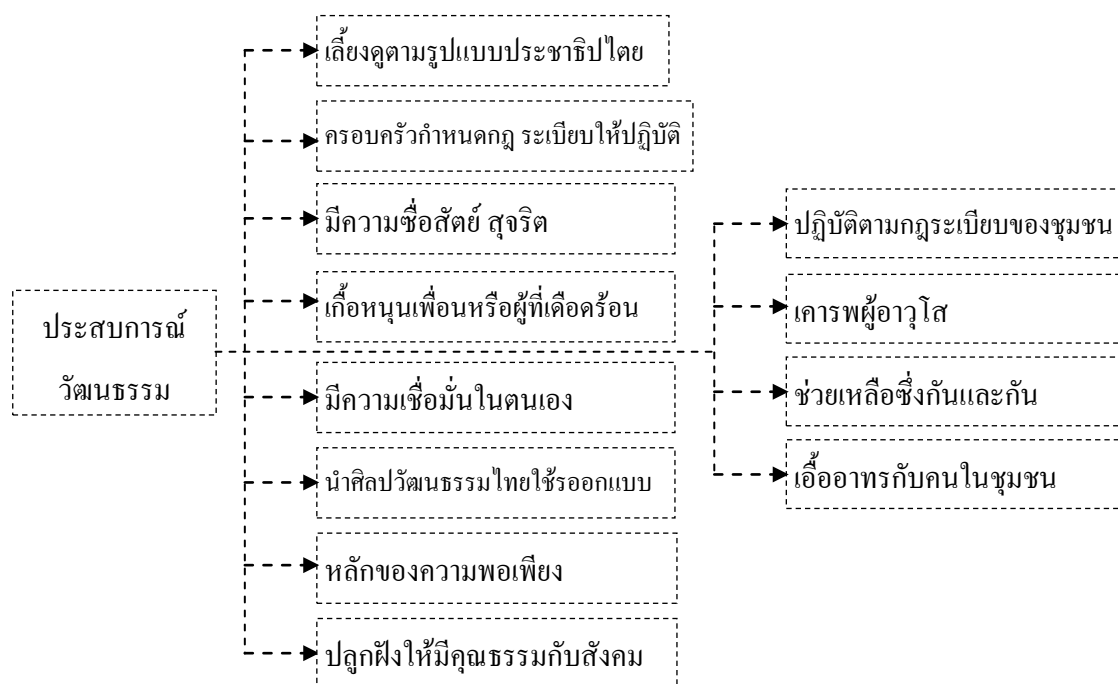 ประสบการณ์
วัฒนธรรม
เลี้ยงดูตามรูปแบบประชาธิปไตย
ครอบครัวกำหนดกฎ ระเบียบให้ปฏิบัติ
มีความซื่อสัตย์ สุจริต
เกื้อหนุนเพื่อนหรือผู้ที่เดือดร้อน
มีความเชื่อมั่นในตนเอง
นำศิลปวัฒนธรรมไทยใช้รออกแบบ
หลักของความพอเพียง
ปลูกฝังให้มีคุณธรรมกับสังคม
ปฏิบัติตามกฎระเบียบของชุมชน
เคารพผู้อาวุโส
ช่วยเหลือซึ่งกันและกัน
เอื้ออาทรกับคนในชุมชน